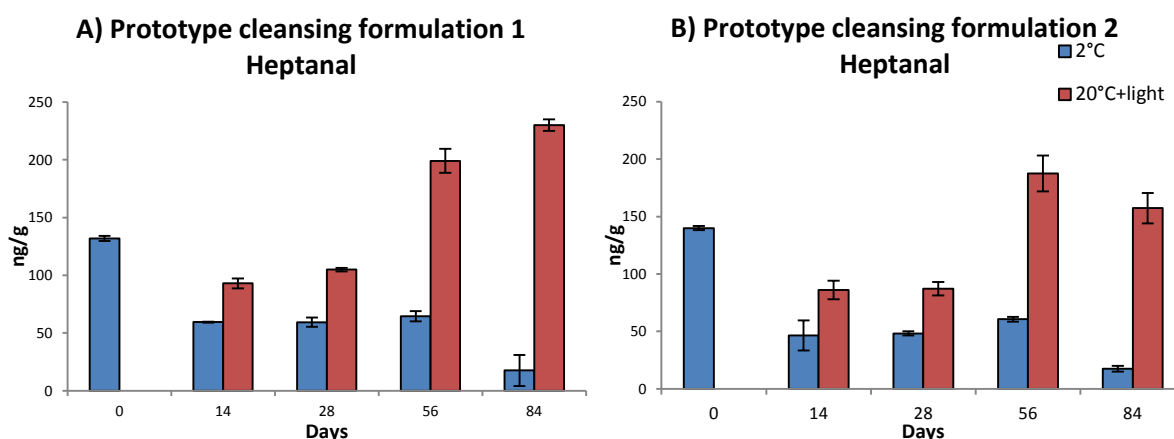 A) Prototype cleansing formulation 1
Heptanal
250
200
150
100
50
0
ng/g
0 14 28 56 84
Days
B) Prototype cleansing formulation 2
Heptanal
2°C
20°C+light
250
200
150
100
50
0
ng/g
0 14 28 56 84
Days